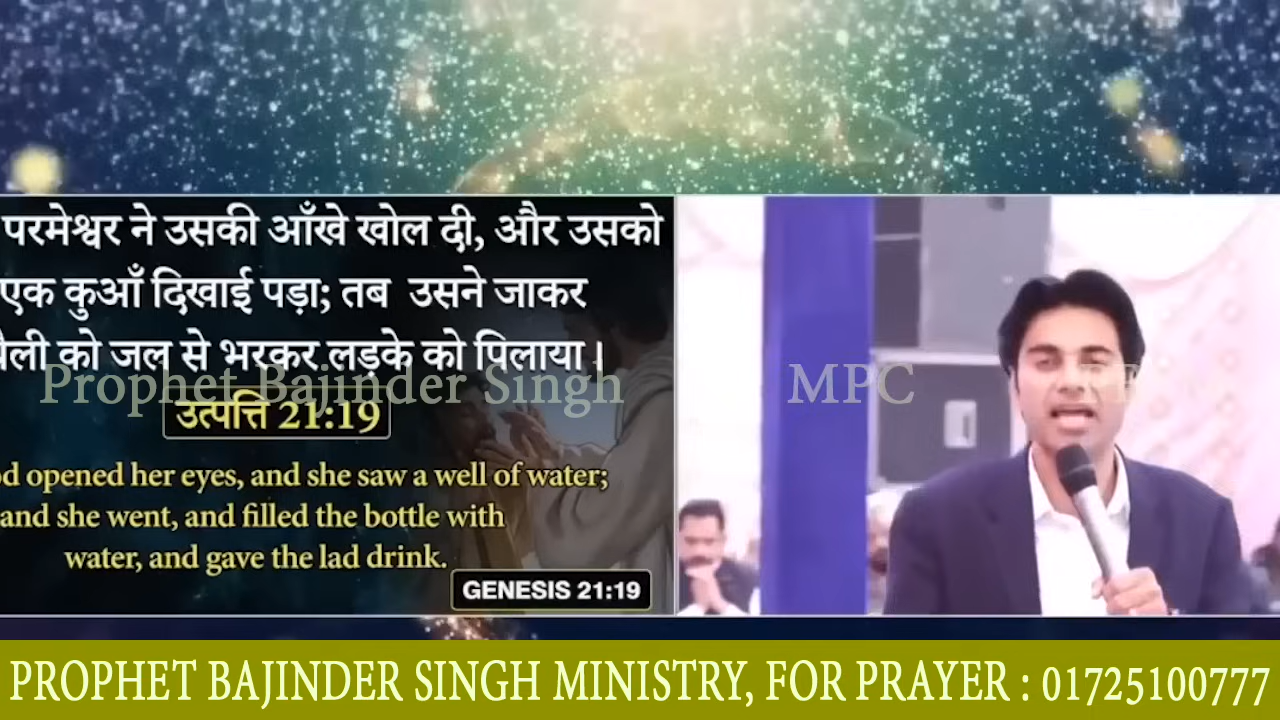 परमेश्वर ने उसकी आँखे खोल दी, और उसको
एक कुआँ दिखाई पड़ा; तब उसने जाकर
को जल से भरकर लड़के को पिलाया।
Prophet Bajinder Singh
MPC
उत्पत्ति 21:19
opened her eyes, and she saw a well of water;
and she went, and filled the bottle with
water, and gave the lad drink.
GENESIS 21:19
PROPHET BAJINDER SINGH MINISTRY, FOR PRAYER : 01725100777